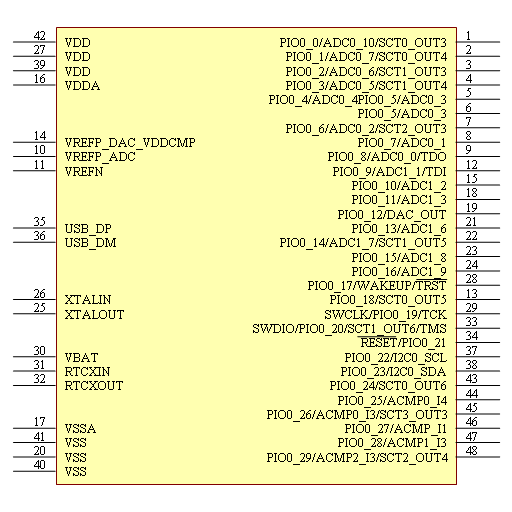 42 VDD PIO0_0/ADC0_10/SCT0_OUT3 1
27 VDD PIO0_1/ADC0_7/SCT0_OUT4 2
39 VDD PIO0_2/ADC0_6/SCT1_OUT3 3
16 VDDA PIO0_3/ADC0_5/SCT1_OUT4 4
PIO0_4/ADC0_4PIO0_5/ADC0_3 5
PIO0_5/ADC0_3 6
PIO0_6/ADC0_2/SCT2_OUT3 7
14 VREFP_DAC_VDDCMP PIO0_7/ADC0_1 8
10 VREFP_ADC PIO0_8/ADC0_0/TDO 9
11 VREFN PIO0_9/ADC1_1/TDI 12
PIO0_10/ADC1_2 15
PIO0_11/ADC1_3 18
PIO0_12/DAC_OUT 19
35 USB_DP PIO0_13/ADC1_6 21
36 USB_DM PIO0_14/ADC1_7/SCT1_OUT5 22
PIO0_15/ADC1_8 23
PIO0_16/ADC1_9 24
PIO0_17/WAKEUP/TRST 28
26 XTALIN PIO0_18/SCT0_OUT5 13
25 XTALOUT SWCLK/PIO0_19/TCK 29
SWDIO/PIO0_20/SCT1_OUT6/TMS 33
RESET/PIO0_21 34
30 VBAT PIO0_22/I2C0_SCL 37
31 RTCXIN PIO0_23/I2C0_SDA 38
32 RTCXOUT PIO0_24/SCT0_OUT6 43
PIO0_25/ACMP0_I4 44
PIO0_26/ACMP0_I3/SCT3_OUT3 45
17 VSSA PIO0_27/ACMP_I1 46
41 VSS PIO0_28/ACMP1_I3 47
20 VSS PIO0_29/ACMP2_I3/SCT2_OUT4 48
40 VSS